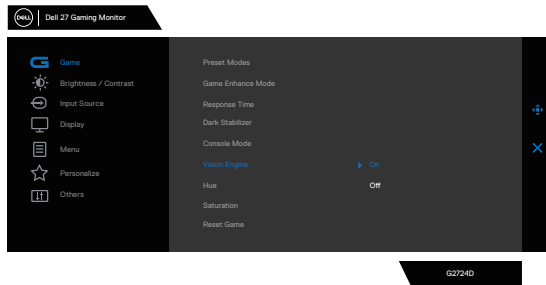 DELL Dell 27 Gaming Monitor
Game
Brightness / Contrast
Input Source
Display
Menu
Personalize
Others
Preset Modes
Game Enhance Mode
Response Time
Dark Stabilizer
Console Mode
Vision Engine On
Hue Off
Saturation
Reset Game
G2724D